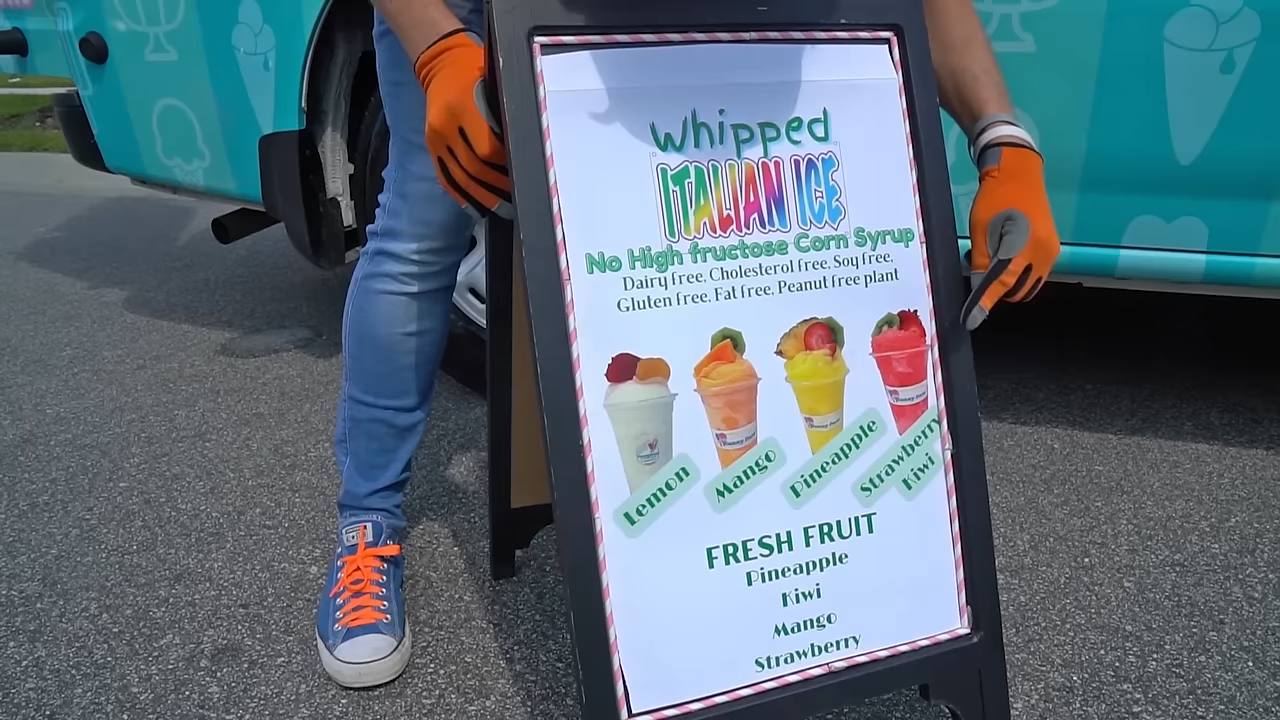 Whipped
ITALIAN ICE
No High fructose Corn Syrup
Dairy free, Cholesterol free, Soy free,
Gluten free. Fat free, Peanut free plant
Lemon
Mango
Pineapple
Strawberry
Kiwi
FRESH FRUIT
Pineapple
Kiwi
Mango
Strawberry